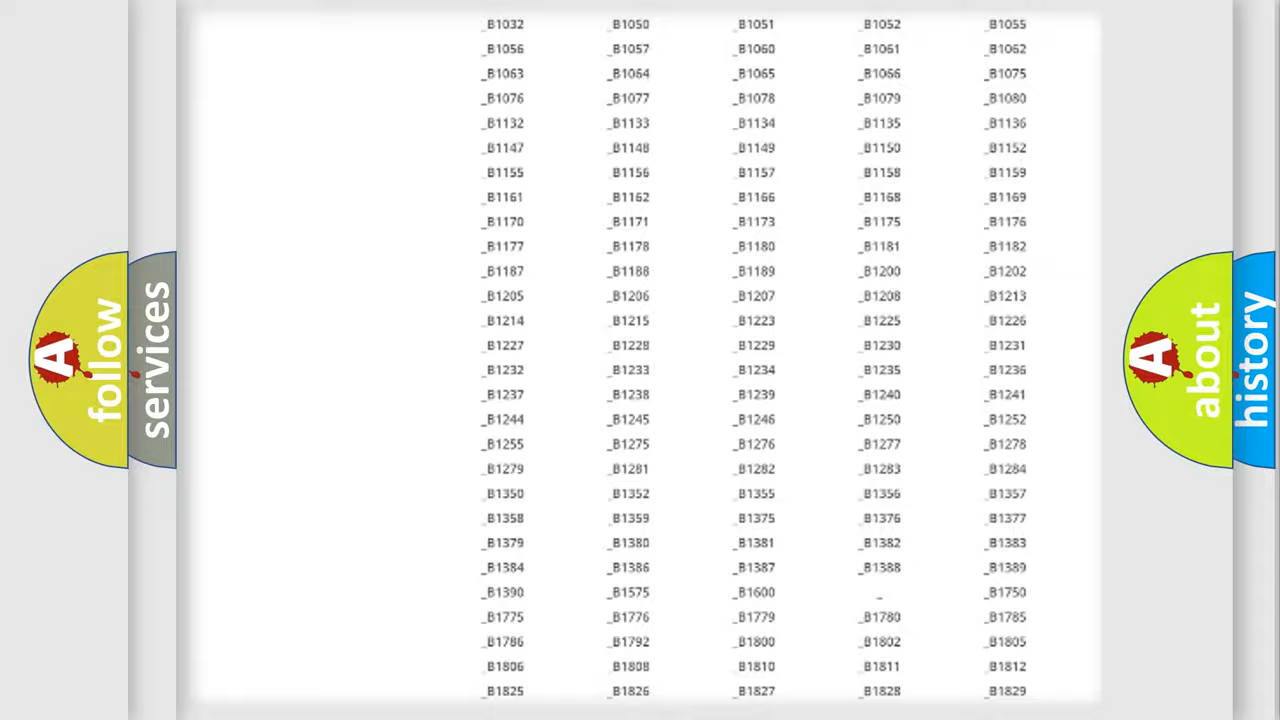 _B1032 _B1050 _B1051 _B1052 _B1055
_B1056 _B1057 _B1060 _B1061 _B1062
_B1063 _B1064 _B1065 _B1066 _B1075
_B1076 _B1077 _B1078 _B1079 _B1080
_B1132 _B1133 _B1134 _B1135 _B1136
_B1147 _B1148 _B1149 _B1150 _B1152
_B1155 _B1156 _B1157 _B1158 _B1159
_B1161 _B1162 _B1166 _B1168 _B1169
_B1170 _B1171 _B1173 _B1175 _B1176
_B1177 _B1178 _B1180 _B1181 _B1182
_B1187 _B1188 _B1189 _B1200 _B1202
_B1205 _B1206 _B1207 _B1208 _B1213
_B1214 _B1215 _B1223 _B1225 _B1226
_B1227 _B1228 _B1229 _B1230 _B1231
_B1232 _B1233 _B1234 _B1235 _B1236
_B1237 _B1238 _B1239 _B1240 _B1241
_B1244 _B1245 _B1246 _B1250 _B1252
_B1255 _B1275 _B1276 _B1277 _B1278
_B1279 _B1281 _B1282 _B1283 _B1284
_B1350 _B1352 _B1355 _B1356 _B1357
_B1358 _B1359 _B1375 _B1376 _B1377
_B1379 _B1380 _B1381 _B1382 _B1383
_B1384 _B1386 _B1387 _B1388 _B1389
_B1390 _B1575 _B1600 _ _B1750
_B1775 _B1776 _B1779 _B1780 _B1785
_B1786 _B1792 _B1800 _B1802 _B1805
_B1806 _B1808 _B1810 _B1811 _B1812
_B1825 _B1826 _B1827 _B1828 _B1829
A
follow
services
A
about
history